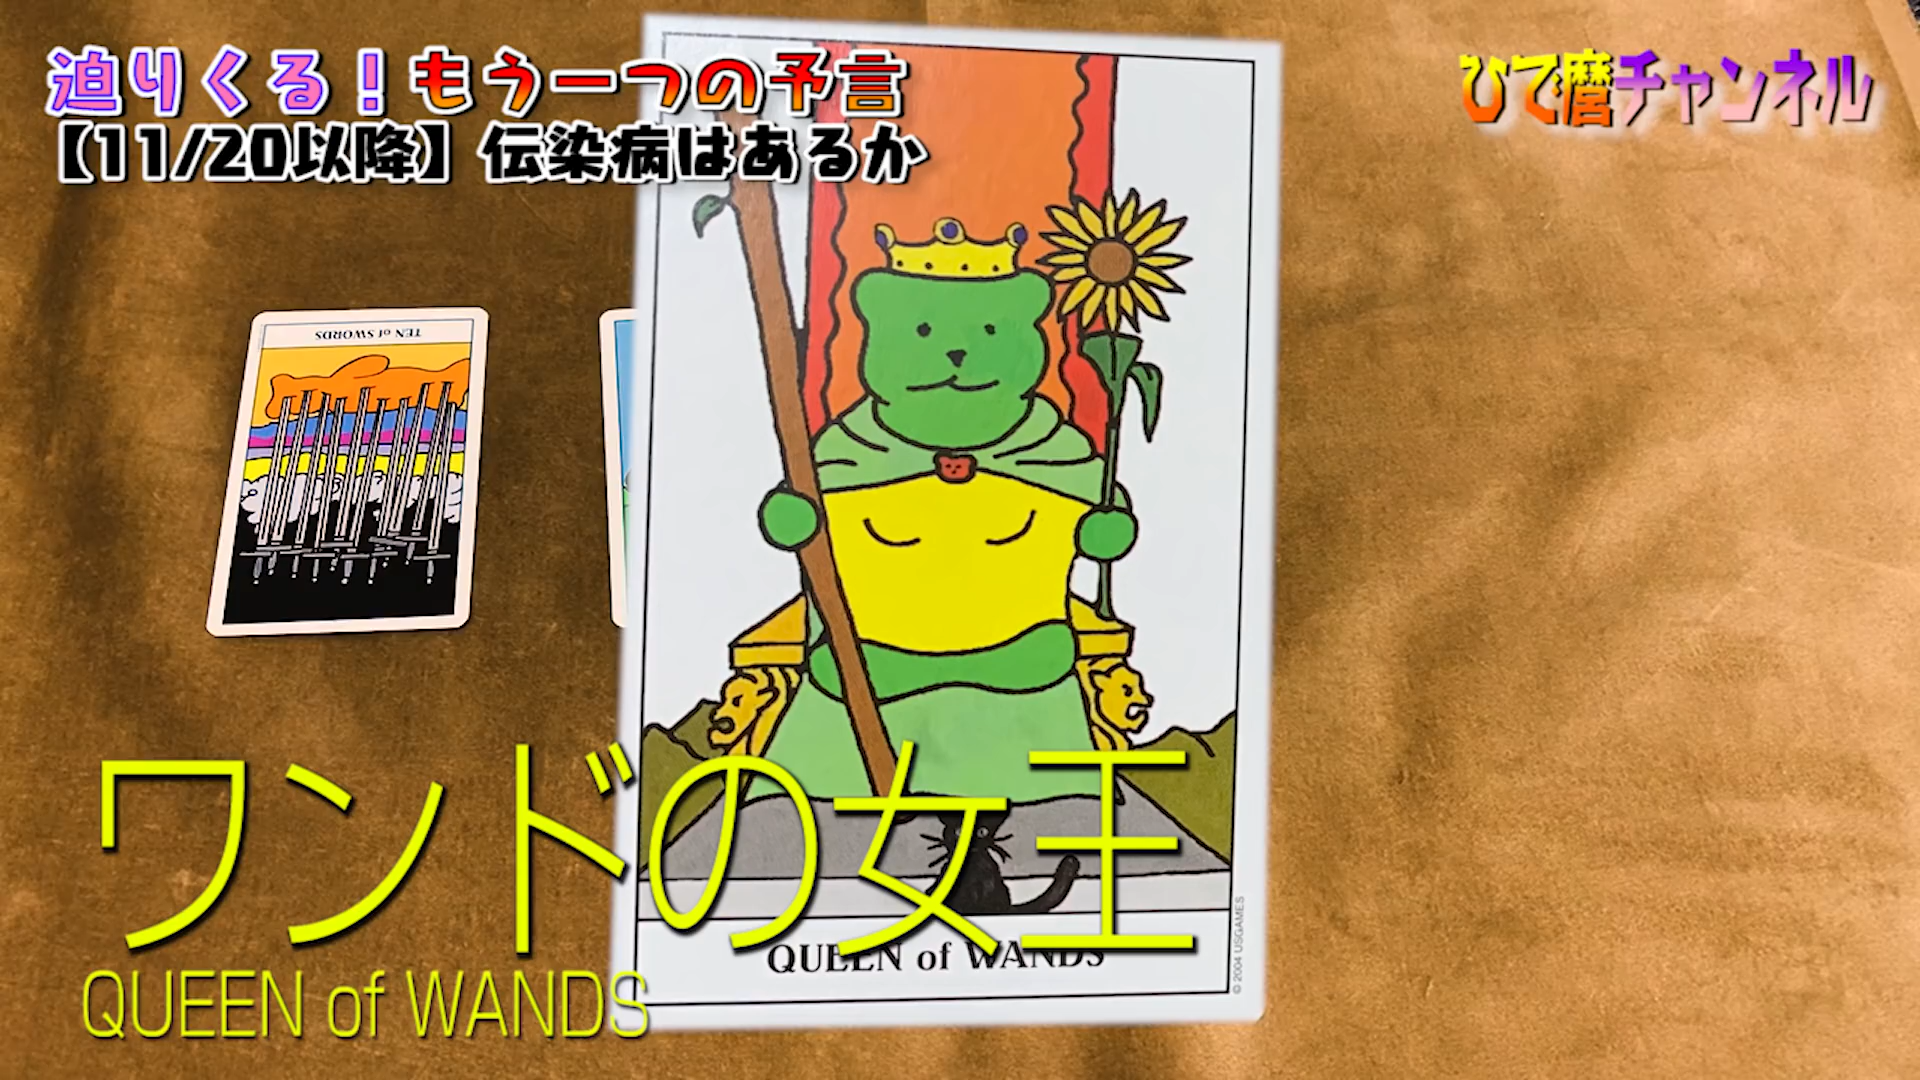 迫りくる！もう一つの予言
【11/20以降】伝染病はあるか
ひで麿チャンネル
TEN of SWORDS
ワンドの女王
QUEEN of WANDS
QUEEN of WANDS
© 2004 USGAMES